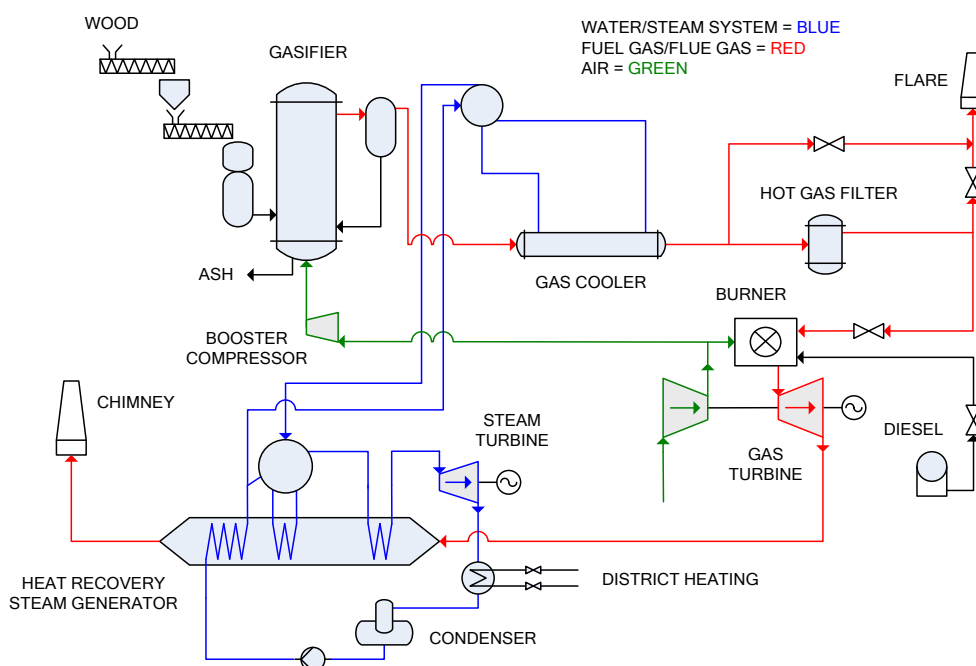 WOOD
GASIFIER
WATER/STEAM SYSTEM = BLUE
FUEL GAS/FLUE GAS = RED
AIR = GREEN
FLARE
HOT GAS FILTER
ASH
GAS COOLER
BURNER
BOOSTER
COMPRESSOR
CHIMNEY
STEAM
TURBINE
DIESEL
GAS
TURBINE
HEAT RECOVERY
STEAM GENERATOR
DISTRICT HEATING
CONDENSER